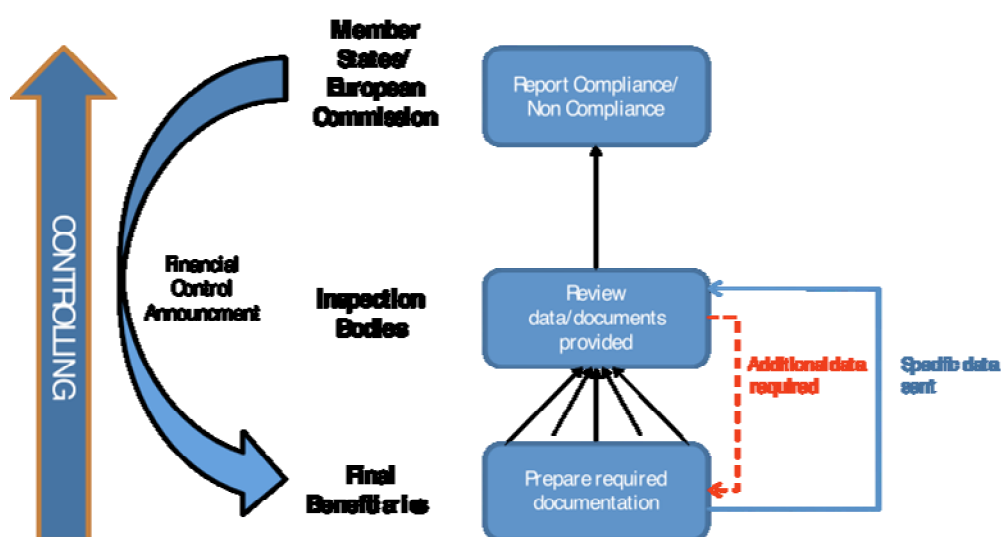 Member
States/
European
Commission
Report Compliance/
Non Compliance
CONTROLLING
Financial
Control
Announcment
Inspection
Bodies
Review
data/documents
provided
Additional data
required
Specific data
sent
Final
Beneficiaries
Prepare required
documentation